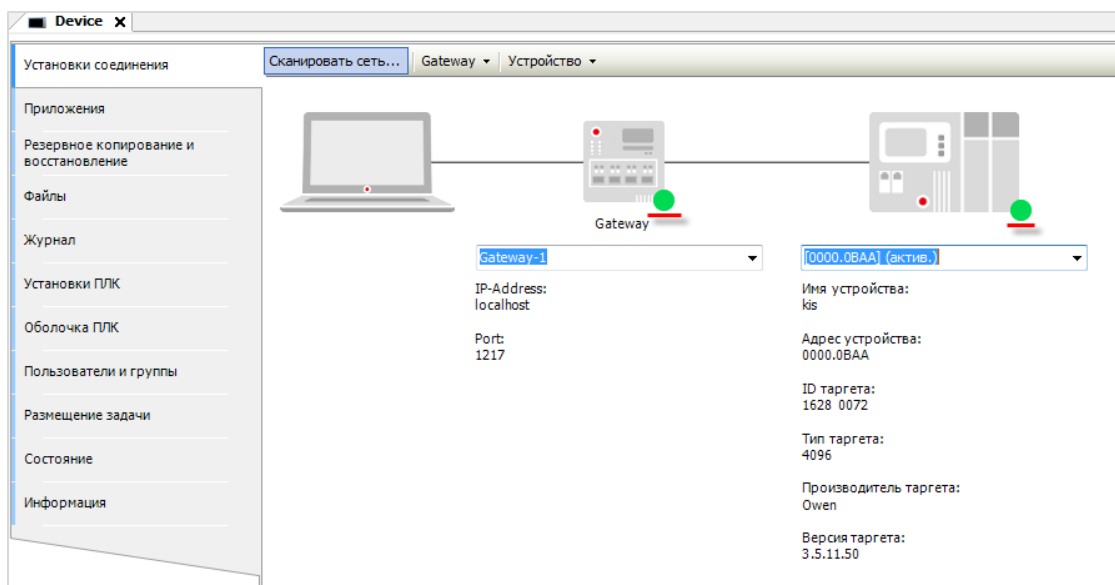 Device X
Установки соединения
Сканировать сеть...
Gateway
Устройство
Приложения
Резервное копирование и
восстановление
Файлы
Журнал
Установки ПЛК
Оболочка ПЛК
Пользователи и группы
Размещение задачи
Состояние
Информация
Gateway
Gateway-1
IP-Address:
localhost
Port:
1217
[0000.0BAA] (актив.)
Имя устройства:
kis
Адрес устройства:
0000.0BAA
ID таргета:
1628 0072
Тип таргета:
4096
Производитель таргета:
Owen
Версия таргета:
3.5.11.50